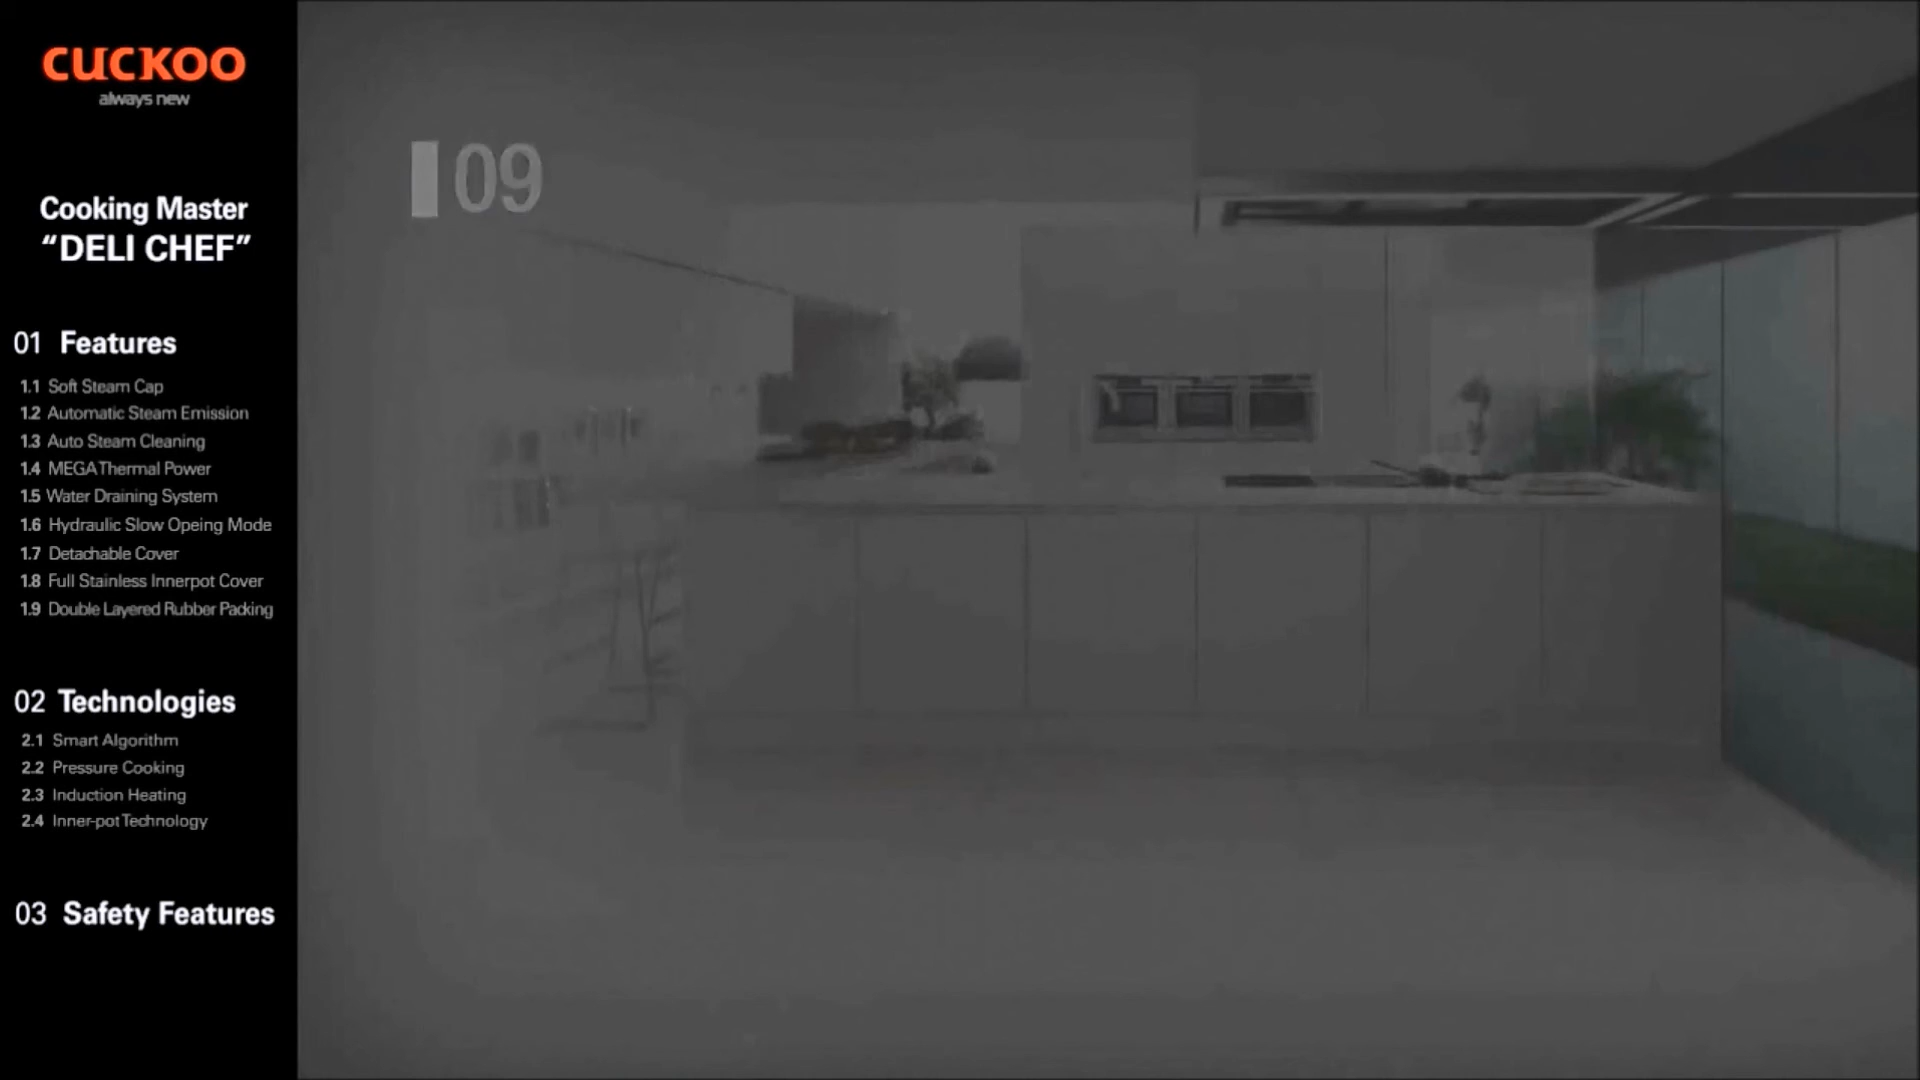 CUCKOO
always new
Cooking Master
“DELI CHEF”
01 Features
1.1 Soft Steam Cap
1.2 Automatic Steam Emission
1.3 Auto Steam Cleaning
1.4 MEGA Thermal Power
1.5 Water Draining System
1.6 Hydraulic Slow Opeing Mode
1.7 Detachable Cover
1.8 Full Stainless Innerpot Cover
1.9 Double Layered Rubber Packing
02 Technologies
2.1 Smart Algorithm
2.2 Pressure Cooking
2.3 Induction Heating
2.4 Inner-pot Technology
03 Safety Features
09